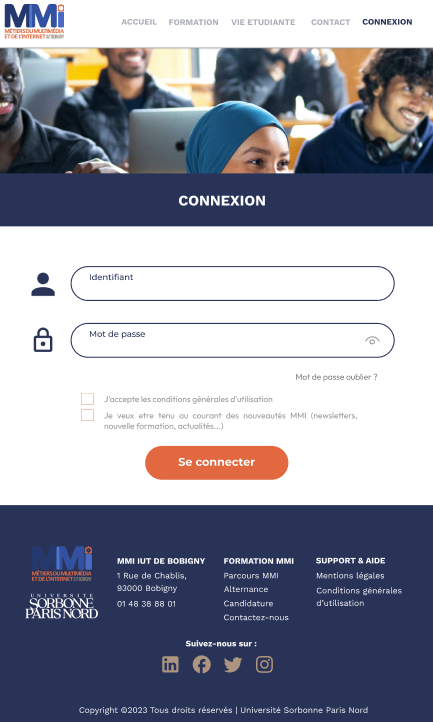 MMi
MÉTIERS DU MULTIMÉDIA
ET DE L'INTERNET IUT BOBIGNY
ACCUEIL FORMATION VIE ETUDIANTE CONTACT CONNEXION
CONNEXION
Identifiant
Mot de passe
Mot de passe oublier ?
J'accepte les conditions générales d'utilisation
Je veux etre tenu au courant des nouveautés MMI (newsletters,
nouvelle formation, actualités...)
Se connecter
MMi
MÉTIERS DU MULTIMÉDIA
ET DE L'INTERNET IUT BOBIGNY
UNIVERSITÉ
SORBONNE
PARIS NORD
MMI IUT DE BOBIGNY
1 Rue de Chablis,
93000 Bobigny
01 48 38 88 01
FORMATION MMI
Parcours MMI
Alternance
Candidature
Contactez-nous
SUPPORT & AIDE
Mentions légales
Conditions générales
d'utilisation
Suivez-nous sur :
Copyright ©2023 Tous droits réservés | Université Sorbonne Paris Nord